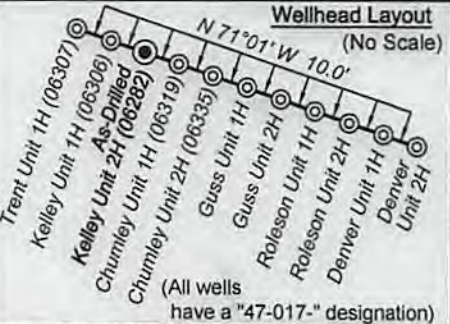 Wellhead Layout
(No Scale)
N 71°01' W 10.0'
Trent Unit 1H (06307)
Kelley Unit 1H (06306)
As-Drilled
Kelley Unit 2H (06282)
Chumley Unit 1H (06319)
Chumley Unit 2H (06335)
Guss Unit 1H
Guss Unit 2H
Roleson Unit 1H
Roleson Unit 2H
Denver Unit 1H
Denver
Unit 2H
(All wells
have a "47-017-" designation)